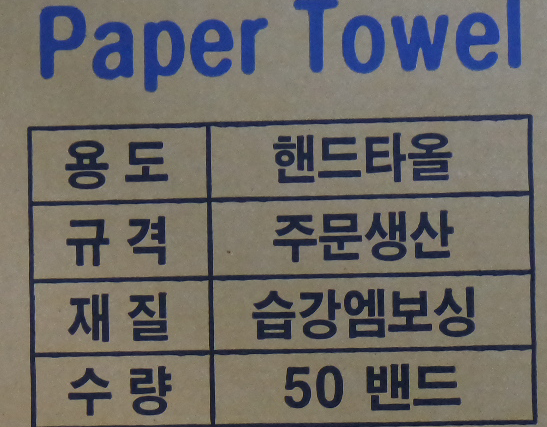 Paper Towel
용 도 핸드타올
규 격 주문생산
재 질 습강엠보싱
수 량 50 밴드